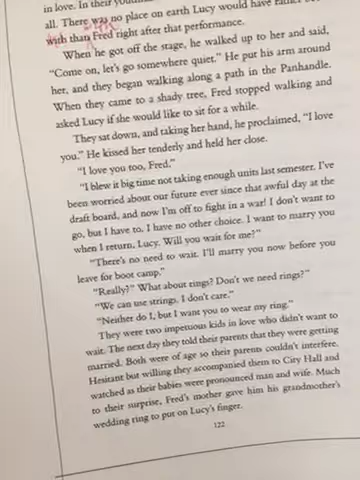 in love. In their
all. There was no place on earth Lucy would have
with than Fred right after that performance.
When he got off the stage, he walked up to her and said,
“Come on, let's go somewhere quiet.” He put his arm around
her, and they began walking along a path in the Panhandle.
When they came to a shady tree, Fred stopped walking and
asked Lucy if she would like to sit for a while.
They sat down, and taking her hand, he proclaimed, “I love
you.” He kissed her tenderly and held her close.
“I love you too, Fred.”
“I blew it big time not taking enough units last semester. I've
been worried about our future ever since that awful day at the
draft board, and now I'm off to fight in a war! I don't want to
go, but I have to. I have no other choice. I want to marry you
when I return, Lucy. Will you wait for me?”
“There's no need to wait. I'll marry you now before you
leave for boot camp.”
“Really?” What about rings? Don't we need rings?”
“We can use strings. I don't care.”
“Neither do I, but I want you to wear my ring.”
They were two impetuous kids in love who didn't want to
wait. The next day they told their parents that they were getting
married. Both were of age so their parents couldn't interfere.
Hesitant but willing they accompanied them to City Hall and
watched as their babies were pronounced man and wife. Much
to their surprise, Fred's mother gave him his grandmother's
wedding ring to put on Lucy's finger.
122